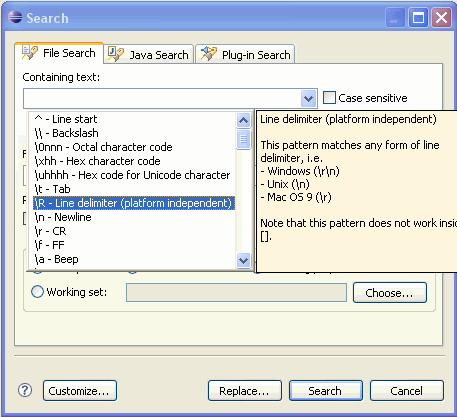 Search
File Search
Java Search
Plug-in Search
Containing text:
Case sensitive
^ - Line start
\\ - Backslash
\0nnn - Octal character code
\xhh - Hex character code
\uhhhh - Hex code for Unicode character
\t - Tab
\R - Line delimiter (platform independent)
\n - Newline
\r - CR
\f - FF
\a - Beep
Line delimiter (platform independent)
This pattern matches any form of line
delimiter, i.e.
- Windows (\r\n)
- Unix (\n)
- Mac OS 9 (\r)
Note that this pattern does not work
[].
Working set:
Choose...
?
Customize...
Replace...
Search
Cancel